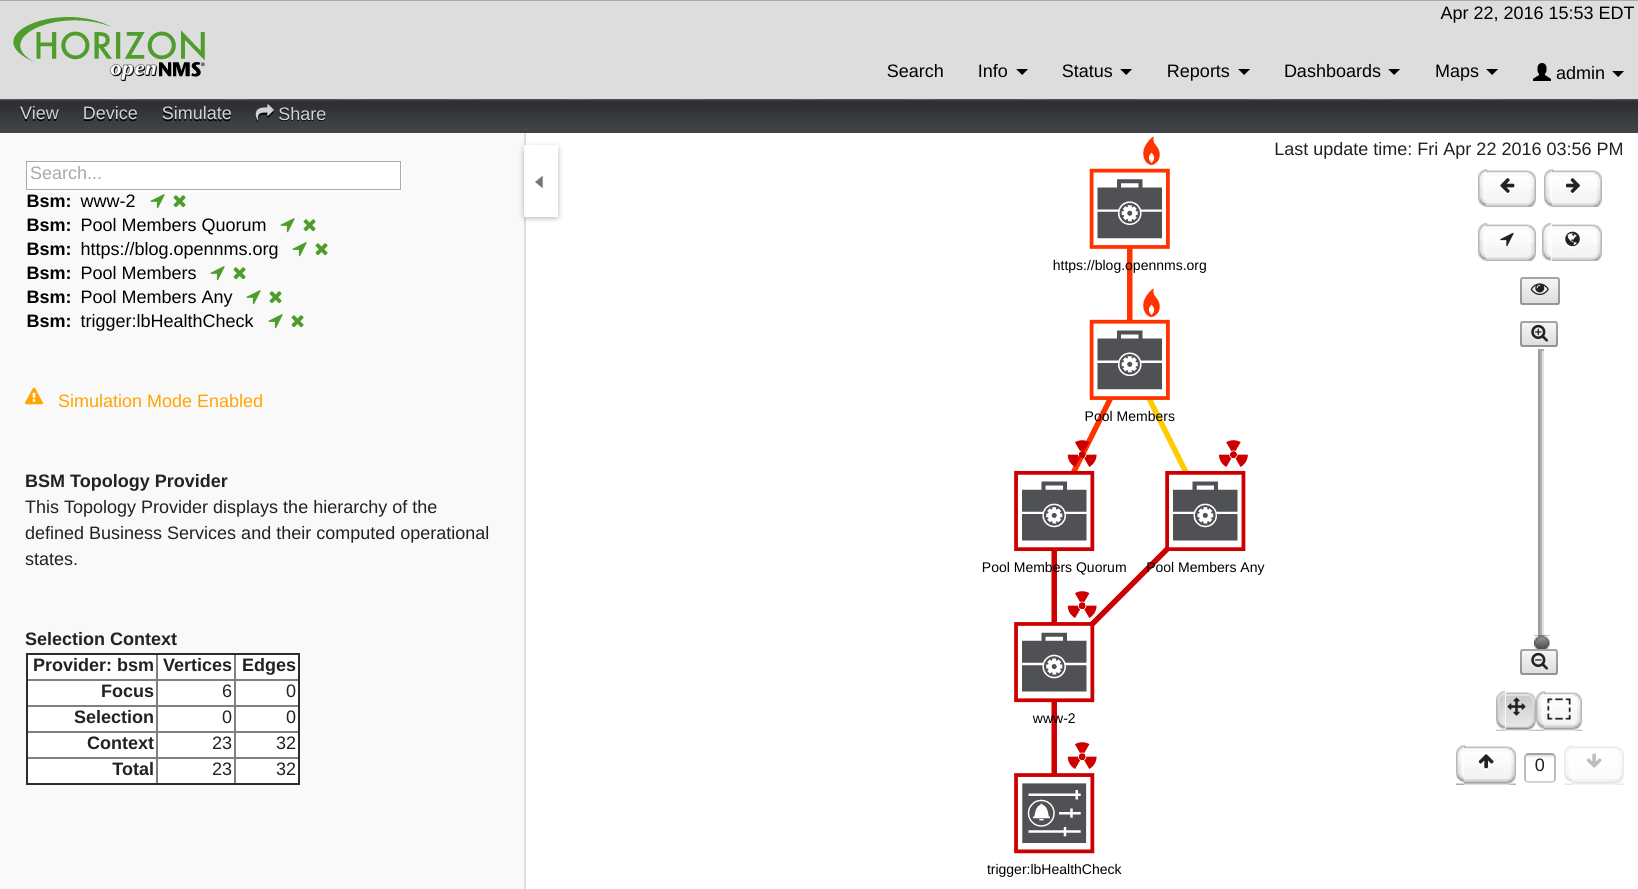 Apr 22, 2016 15:53 EDT
HORIZON
openNMS
Search Info Status Reports Dashboards Maps admin
View Device Simulate Share
Last update time: Fri Apr 22 2016 03:56 PM
Search...
Bsm: www-2
Bsm: Pool Members Quorum
Bsm: https://blog.opennms.org
Bsm: Pool Members
Bsm: Pool Members Any
Bsm: trigger:lbHealthCheck
Simulation Mode Enabled
BSM Topology Provider
This Topology Provider displays the hierarchy of the
defined Business Services and their computed operational
states.
Selection Context
Provider: bsm Vertices Edges
Focus 6 0
Selection 0 0
Context 23 32
Total 23 32
https://blog.opennms.org
Pool Members
Pool Members Quorum Pool Members Any
www-2
trigger:lbHealthCheck
0